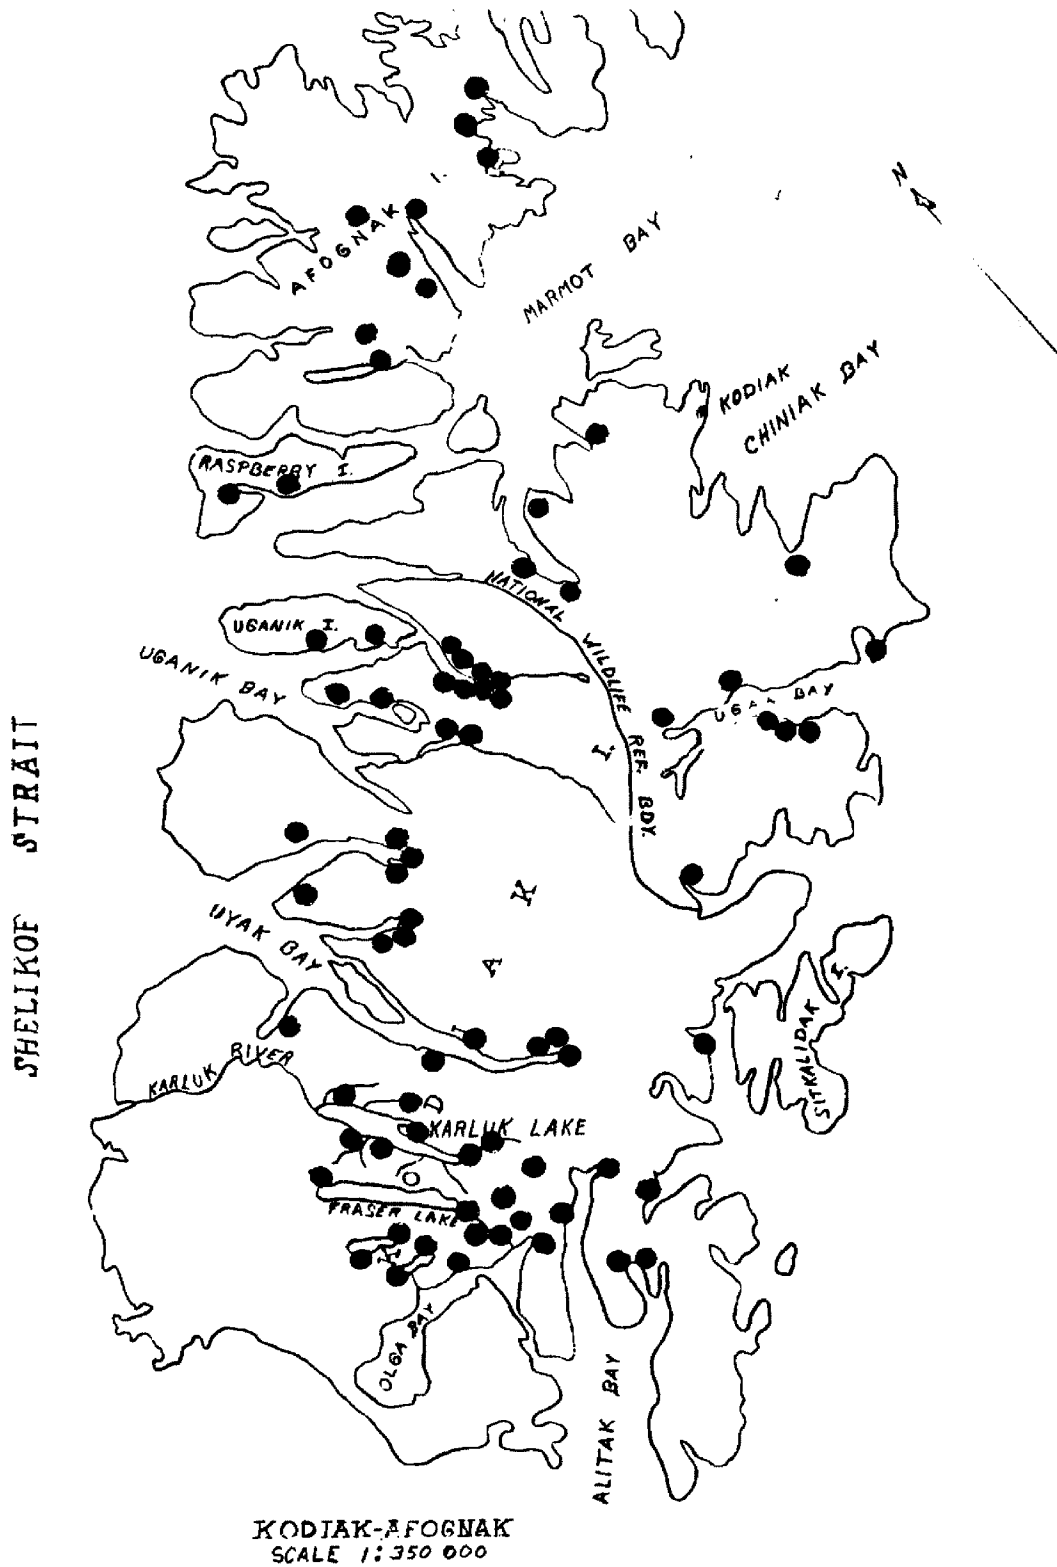 N
I.
AFOGNAK
MARMOT BAY
KODIAK
CHINIAK BAY
RASPBERRY I.
NATIONAL WILDLIFE REF. BDY.
UGANIK I.
UGANIK BAY
UGAK BAY
SHELIKOF STRAIT
I.
K
A
I
D
O
K
UYAK BAY
SITKALIDAK I.
KARLUK RIVER
KARLUK LAKE
FRASER LAKE
OLGA BAY
ALITAK BAY
KODIAK-AFOGNAK
SCALE 1:350 000